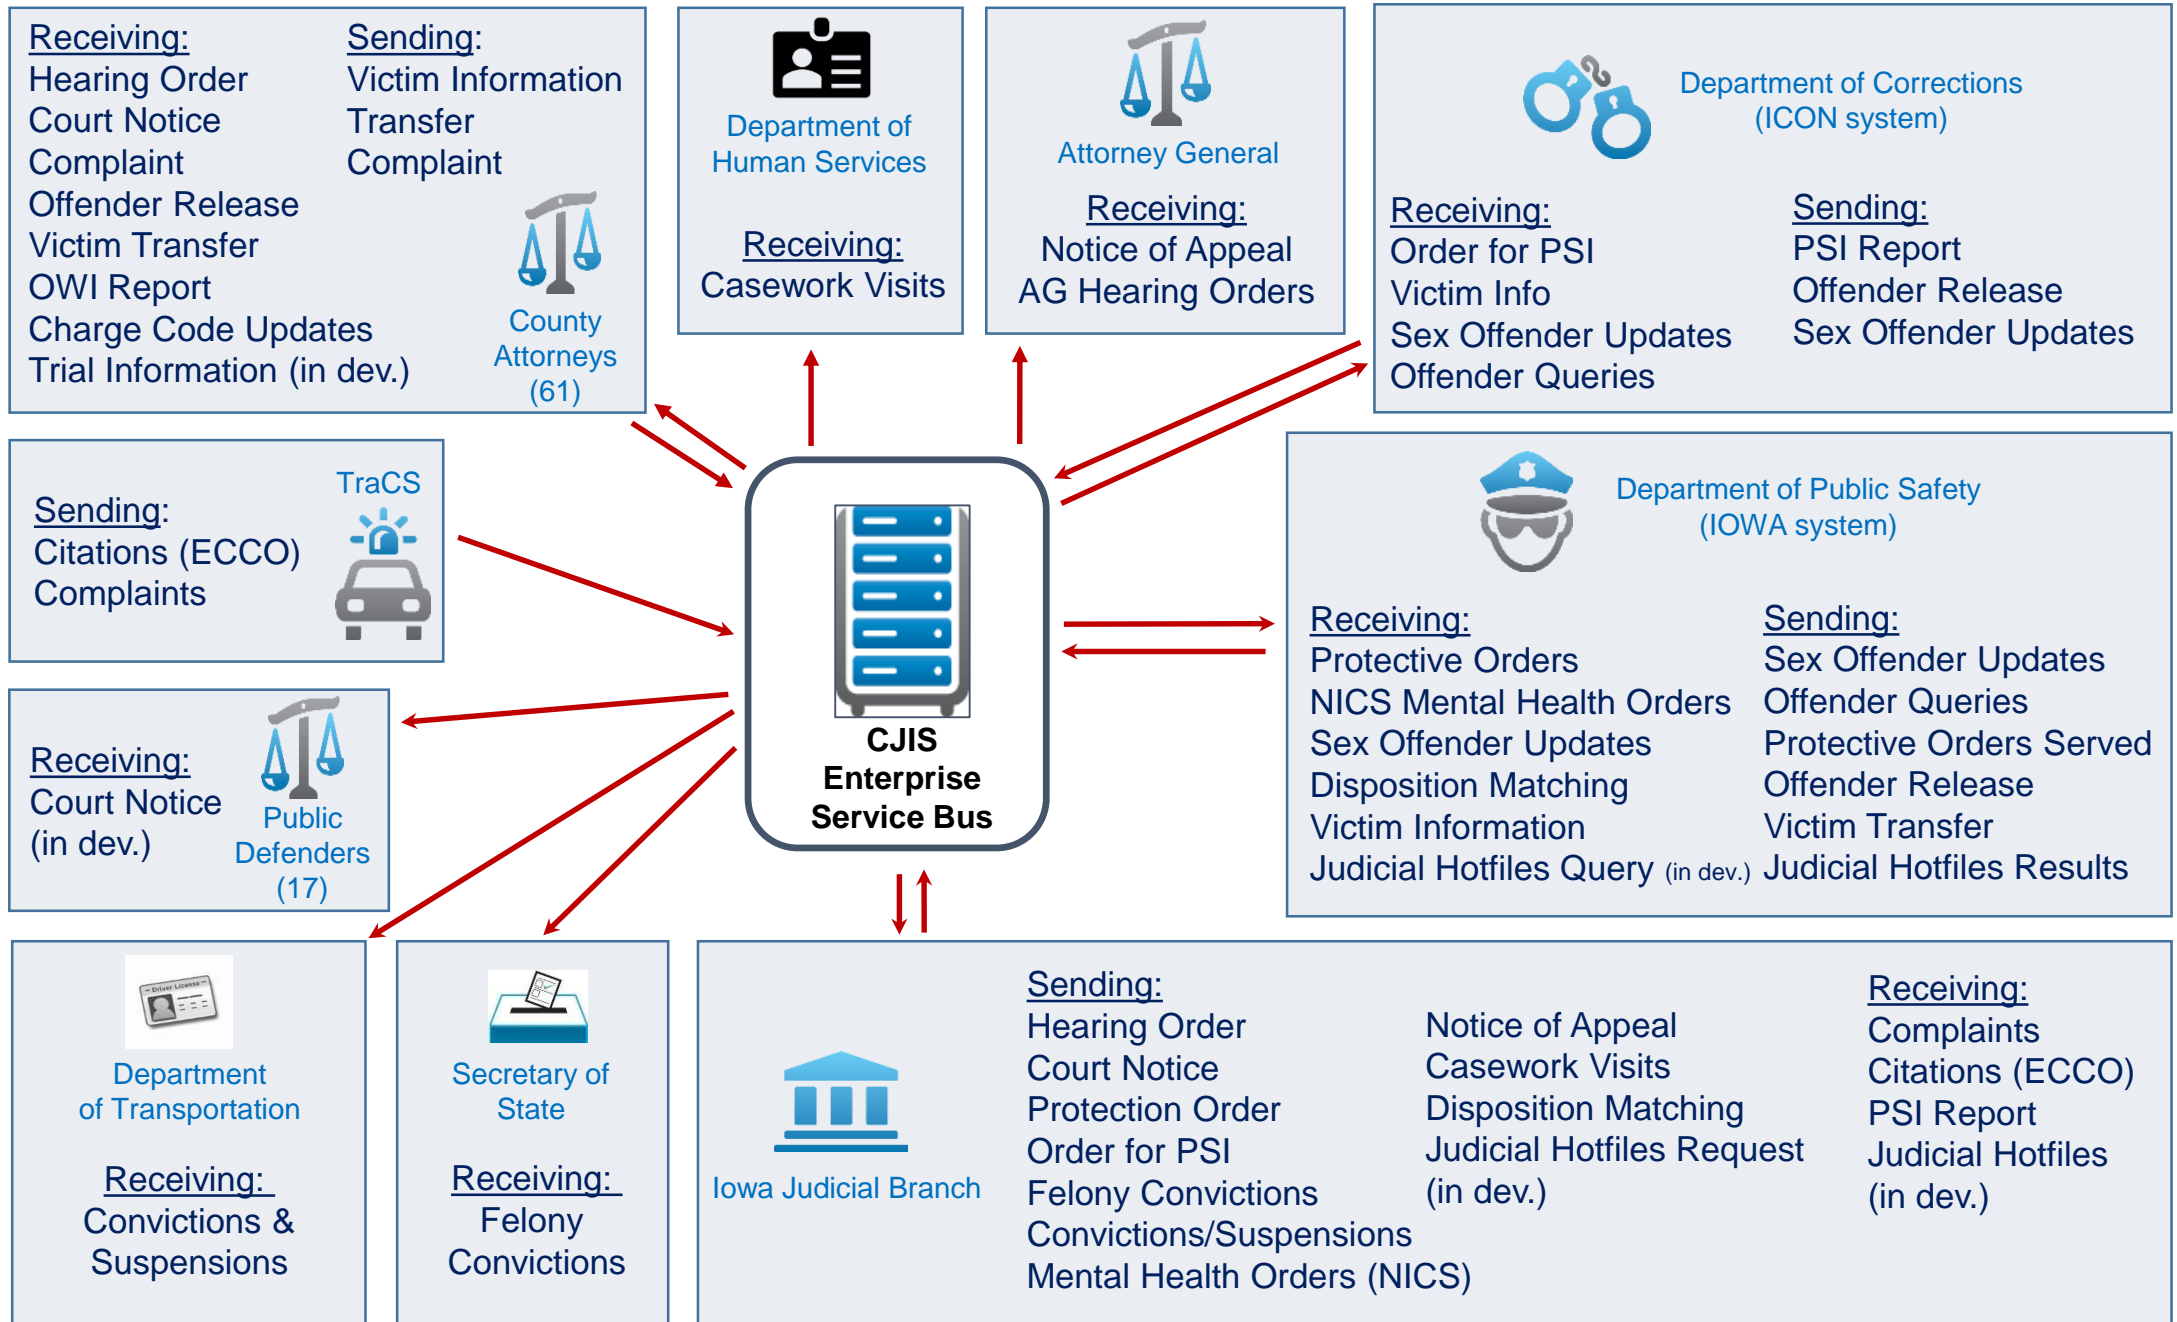 Receiving:
Hearing Order
Court Notice
Complaint
Offender Release
Victim Transfer
OWI Report
Charge Code Updates
Trial Information (in dev.)
Sending:
Victim Information
Transfer
Complaint
County
Attorneys
(61)
Department of
Human Services
Receiving:
Casework Visits
Attorney General
Receiving:
Notice of Appeal
AG Hearing Orders
Department of Corrections
(ICON system)
Receiving:
Order for PSI
Victim Info
Sex Offender Updates
Offender Queries
Sending:
PSI Report
Offender Release
Sex Offender Updates
TraCS
Sending:
Citations (ECCO)
Complaints
CJIS
Enterprise
Service Bus
Department of Public Safety
(IOWA system)
Receiving:
Protective Orders
NICS Mental Health Orders
Sex Offender Updates
Disposition Matching
Victim Information
Judicial Hotfiles Query (in dev.)
Sending:
Sex Offender Updates
Offender Queries
Protective Orders Served
Offender Release
Victim Transfer
Judicial Hotfiles Results
Receiving:
Court Notice
(in dev.)
Public
Defenders
(17)
Driver License
Department
of Transportation
Receiving:
Convictions &
Suspensions
Secretary of
State
Receiving:
Felony
Convictions
Iowa Judicial Branch
Sending:
Hearing Order
Court Notice
Protection Order
Order for PSI
Felony Convictions
Convictions/Suspensions
Mental Health Orders (NICS)
Notice of Appeal
Casework Visits
Disposition Matching
Judicial Hotfiles Request
(in dev.)
Receiving:
Complaints
Citations (ECCO)
PSI Report
Judicial Hotfiles
(in dev.)